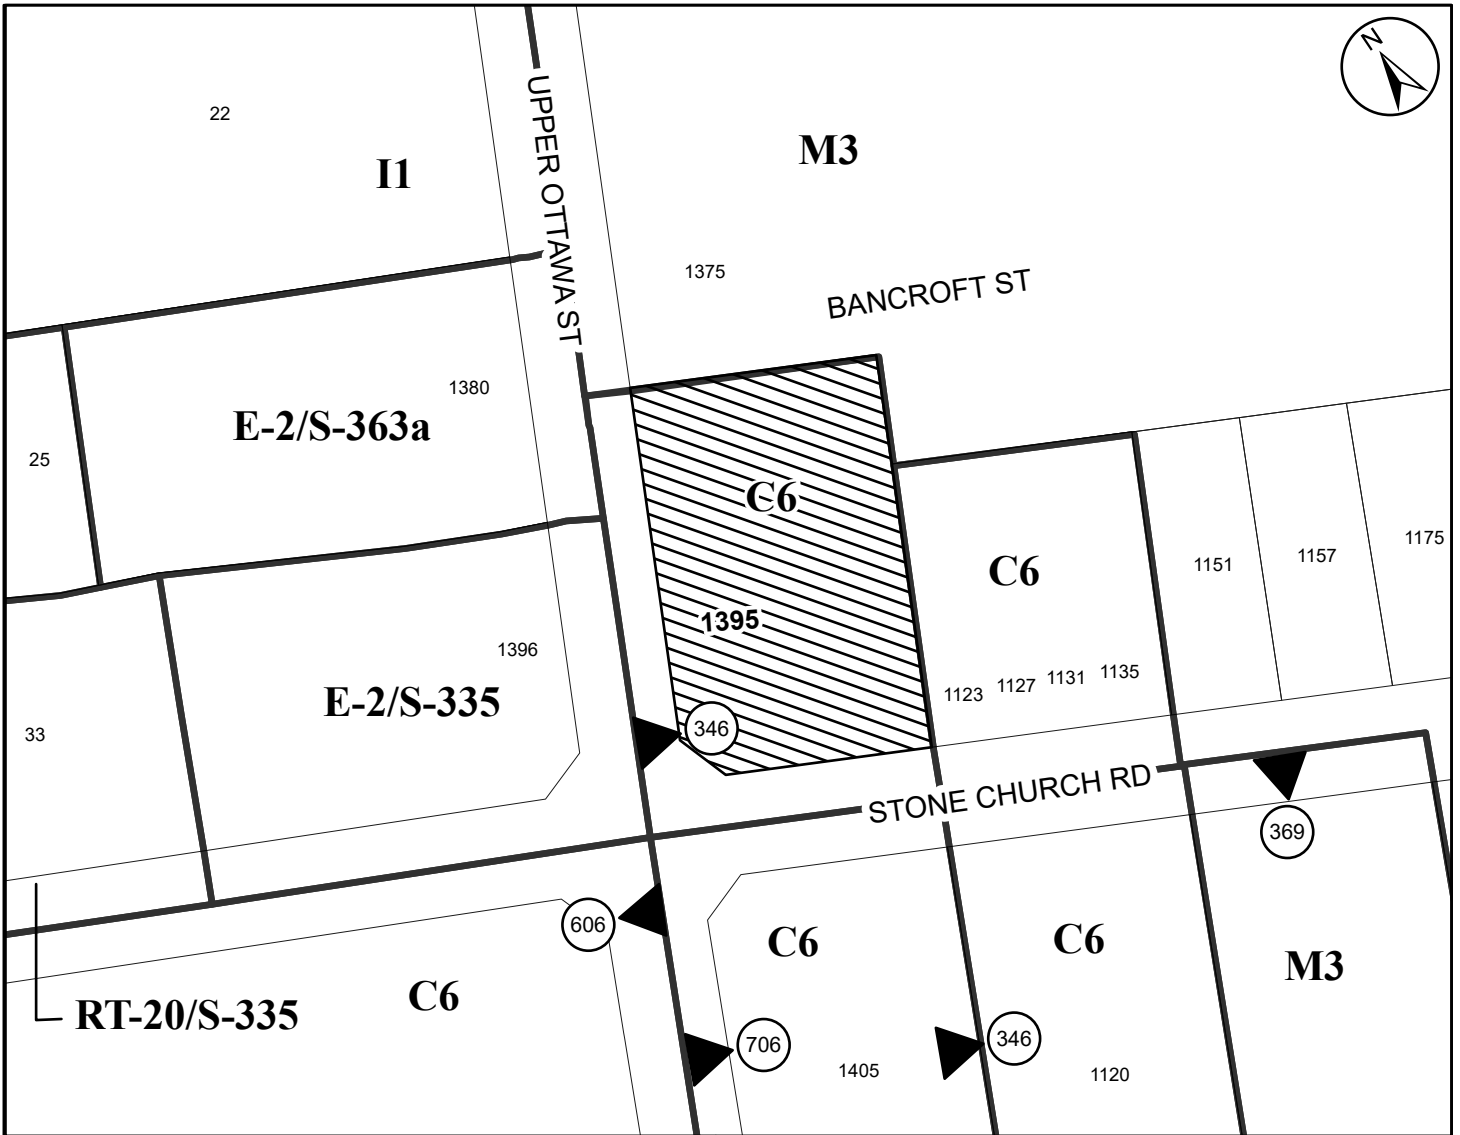 N
22
I1
UPPER OTTAWA ST
M3
1375
BANCROFT ST
1380
E-2/S-363a
25
C6
C6
1175
1157
1151
1395
1396
E-2/S-335
33
1123 1127 1131 1135
346
STONE CHURCH RD
369
606
C6
C6
M3
C6
RT-20/S-335
706
346
1405
1120